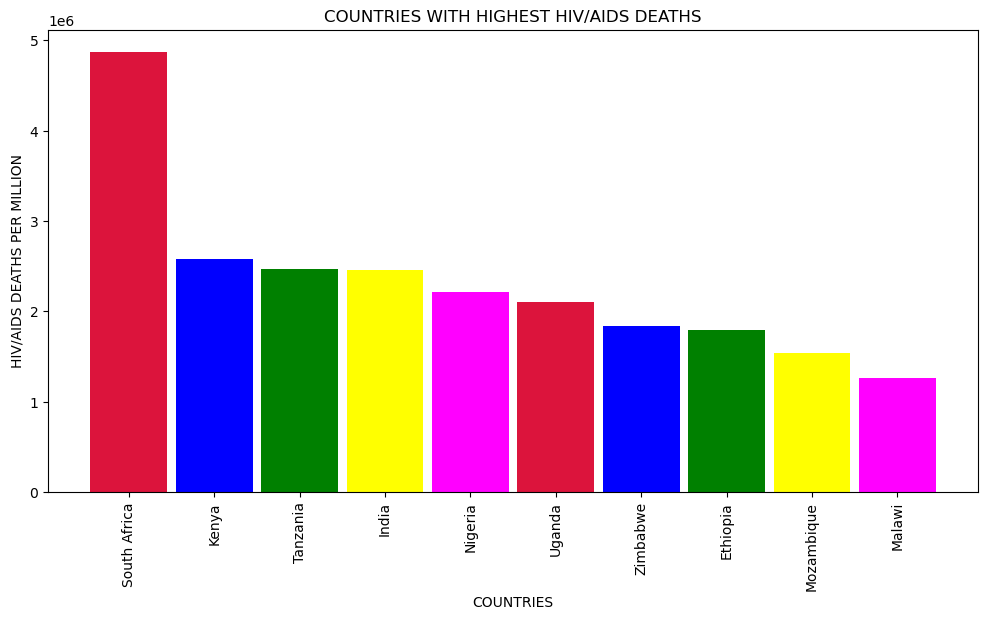 COUNTRIES WITH HIGHEST HIV/AIDS DEATHS
1e6
5
4
3
2
1
0
HIV/AIDS DEATHS PER MILLION
South Africa
Kenya
Tanzania
India
Nigeria
Uganda
Zimbabwe
Ethiopia
Mozambique
Malawi
COUNTRIES